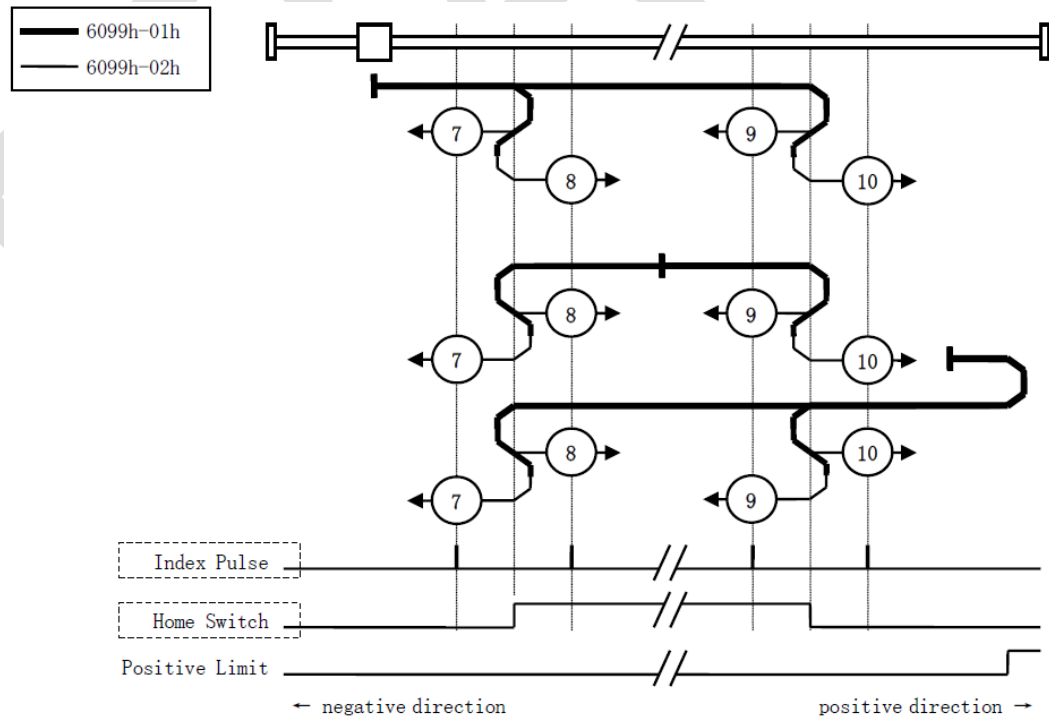 6099h-01h
6099h-02h
7
9
8
10
8
9
7
10
8
10
7
9
Index Pulse
Home Switch
Positive Limit
← negative direction
positive direction →